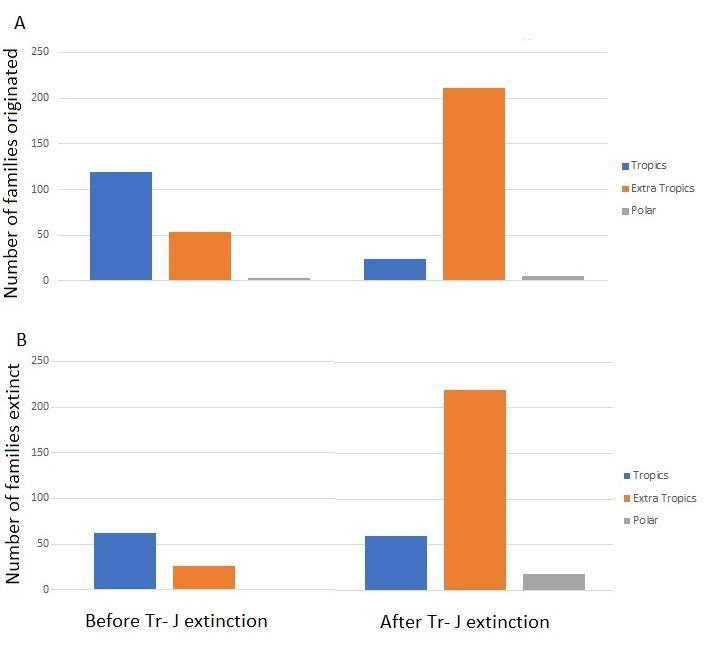 A
Number of families originated
250
200
150
100
50
0
Tropics
Extra Tropics
Polar
B
Number of families extinct
250
200
150
100
50
0
Tropics
Extra Tropics
Polar
Before Tr- J extinction
After Tr- J extinction